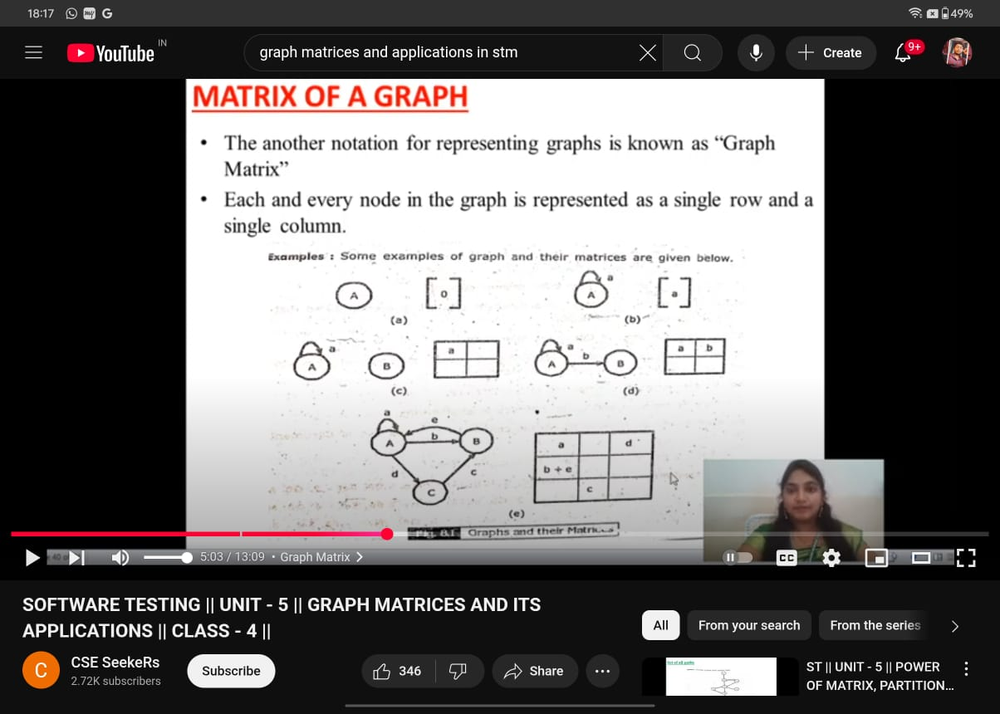 18:17
G
49%
YouTube IN
graph matrices and applications in stm
Create
9+
MATRIX OF A GRAPH
• The another notation for representing graphs is known as “Graph
Matrix”
• Each and every node in the graph is represented as a single row and a
single column.
Examples : Some examples of graph and their matrices are given below.
A
0
a
A
a
(a)
(b)
a
A
B
a
a
A
b
B
a b
(c)
(d)
a
e
A
b
B
d
c
C
a d
b + e
c
(e)
Graphs and their
5:03 / 13:09 • Graph Matrix
CC
SOFTWARE TESTING || UNIT - 5 || GRAPH MATRICES AND ITS
APPLICATIONS || CLASS - 4 ||
C
CSE SeekeRs
2.72K subscribers
Subscribe
346
Share
All
From your search
From the series
ST || UNIT - 5 || POWER
OF MATRIX, PARTITION...